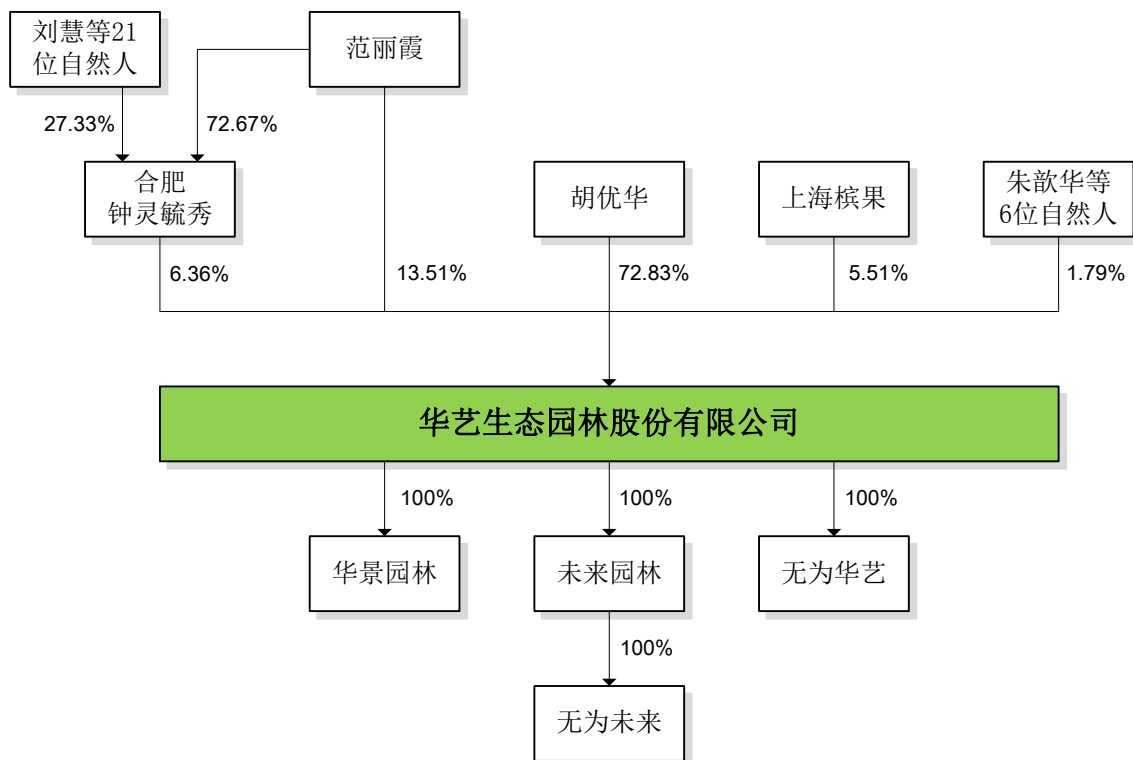 刘慧等21
位自然人
范丽霞
27.33%
72.67%
合肥
钟灵毓秀
胡优华
上海槟果
朱歆华等
6位自然人
6.36%
13.51%
72.83%
5.51%
1.79%
华艺生态园林股份有限公司
100%
100%
100%
华景园林
未来园林
无为华艺
100%
无为未来